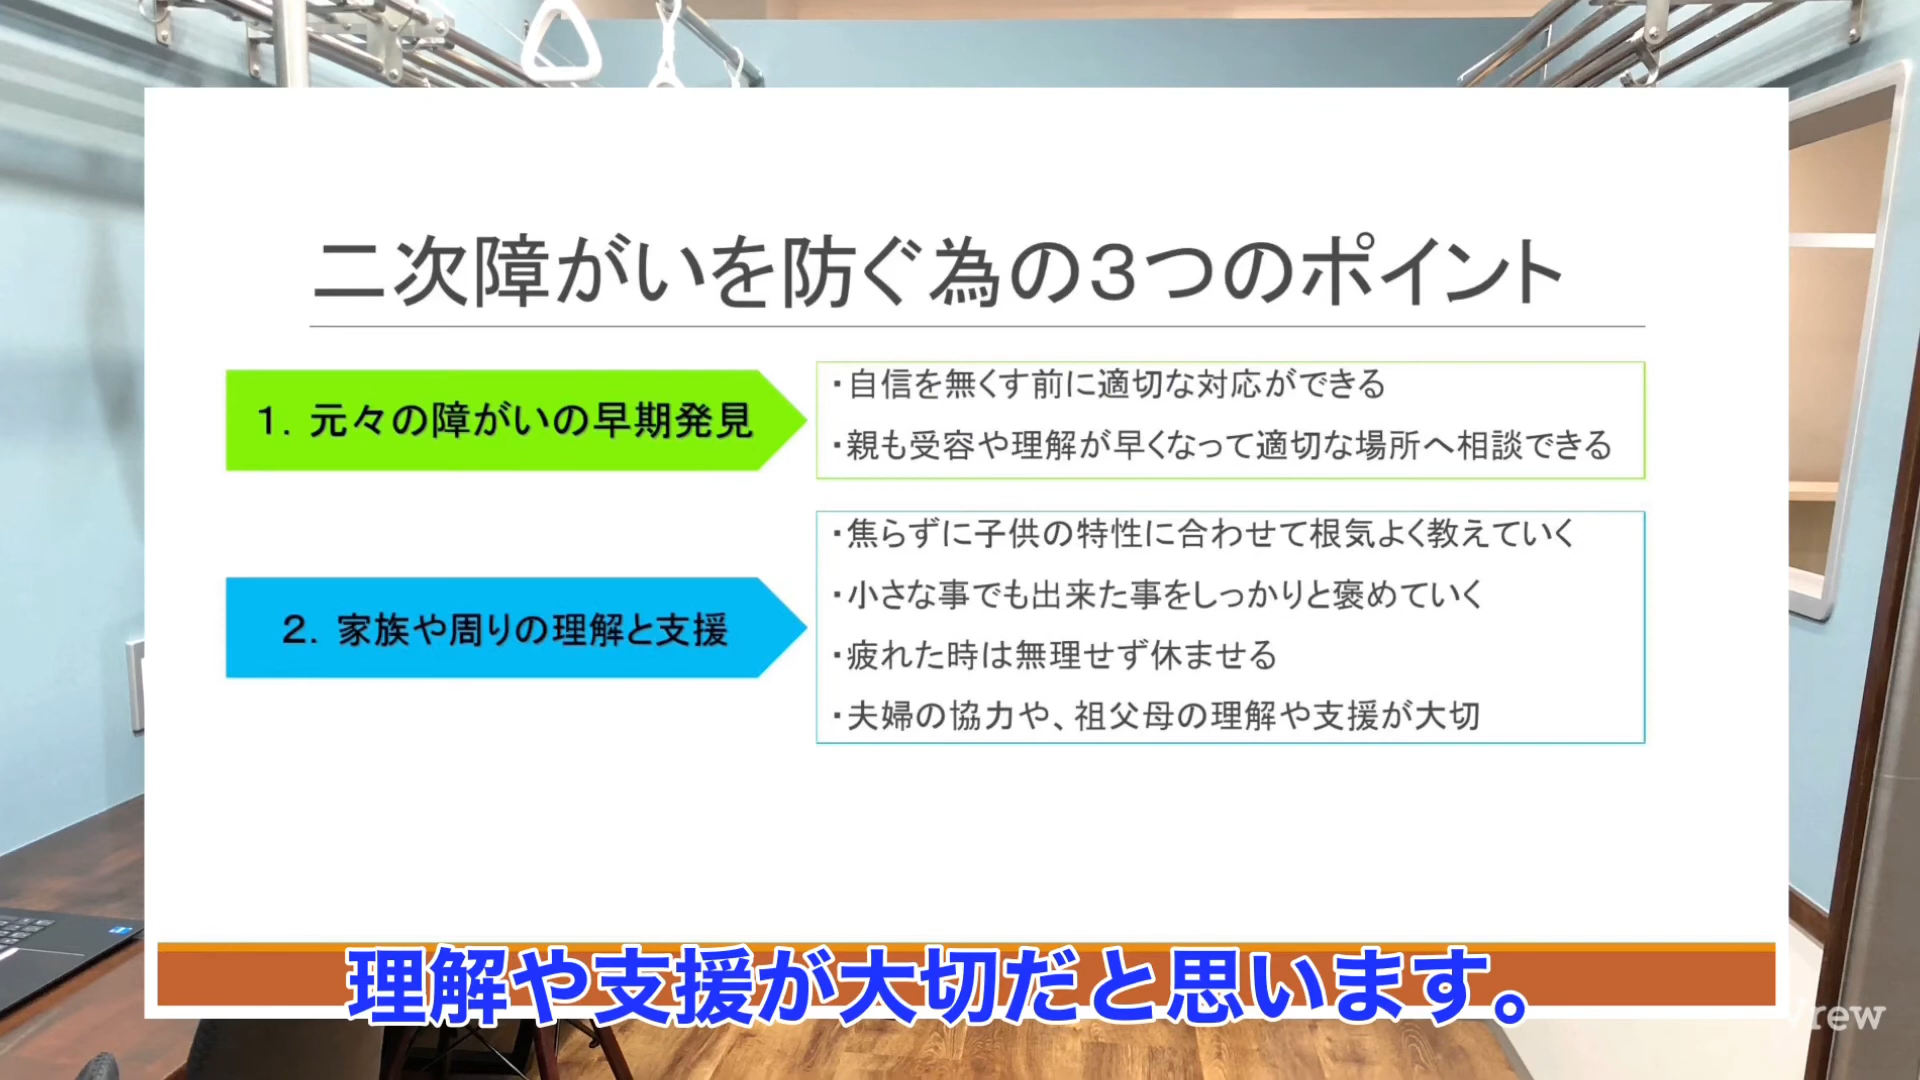 二次障がいを防ぐ為の3つのポイント
1. 元々の障がいの早期発見
・自信を無くす前に適切な対応ができる
・親も受容や理解が早くなって適切な場所へ相談できる
2. 家族や周りの理解と支援
・焦らずに子供の特性に合わせて根気よく教えていく
・小さな事でも出来た事をしっかりと褒めていく
・疲れた時は無理せず休ませる
・夫婦の協力や、祖父母の理解や支援が大切
理解や支援が大切だと思います。
Vrew